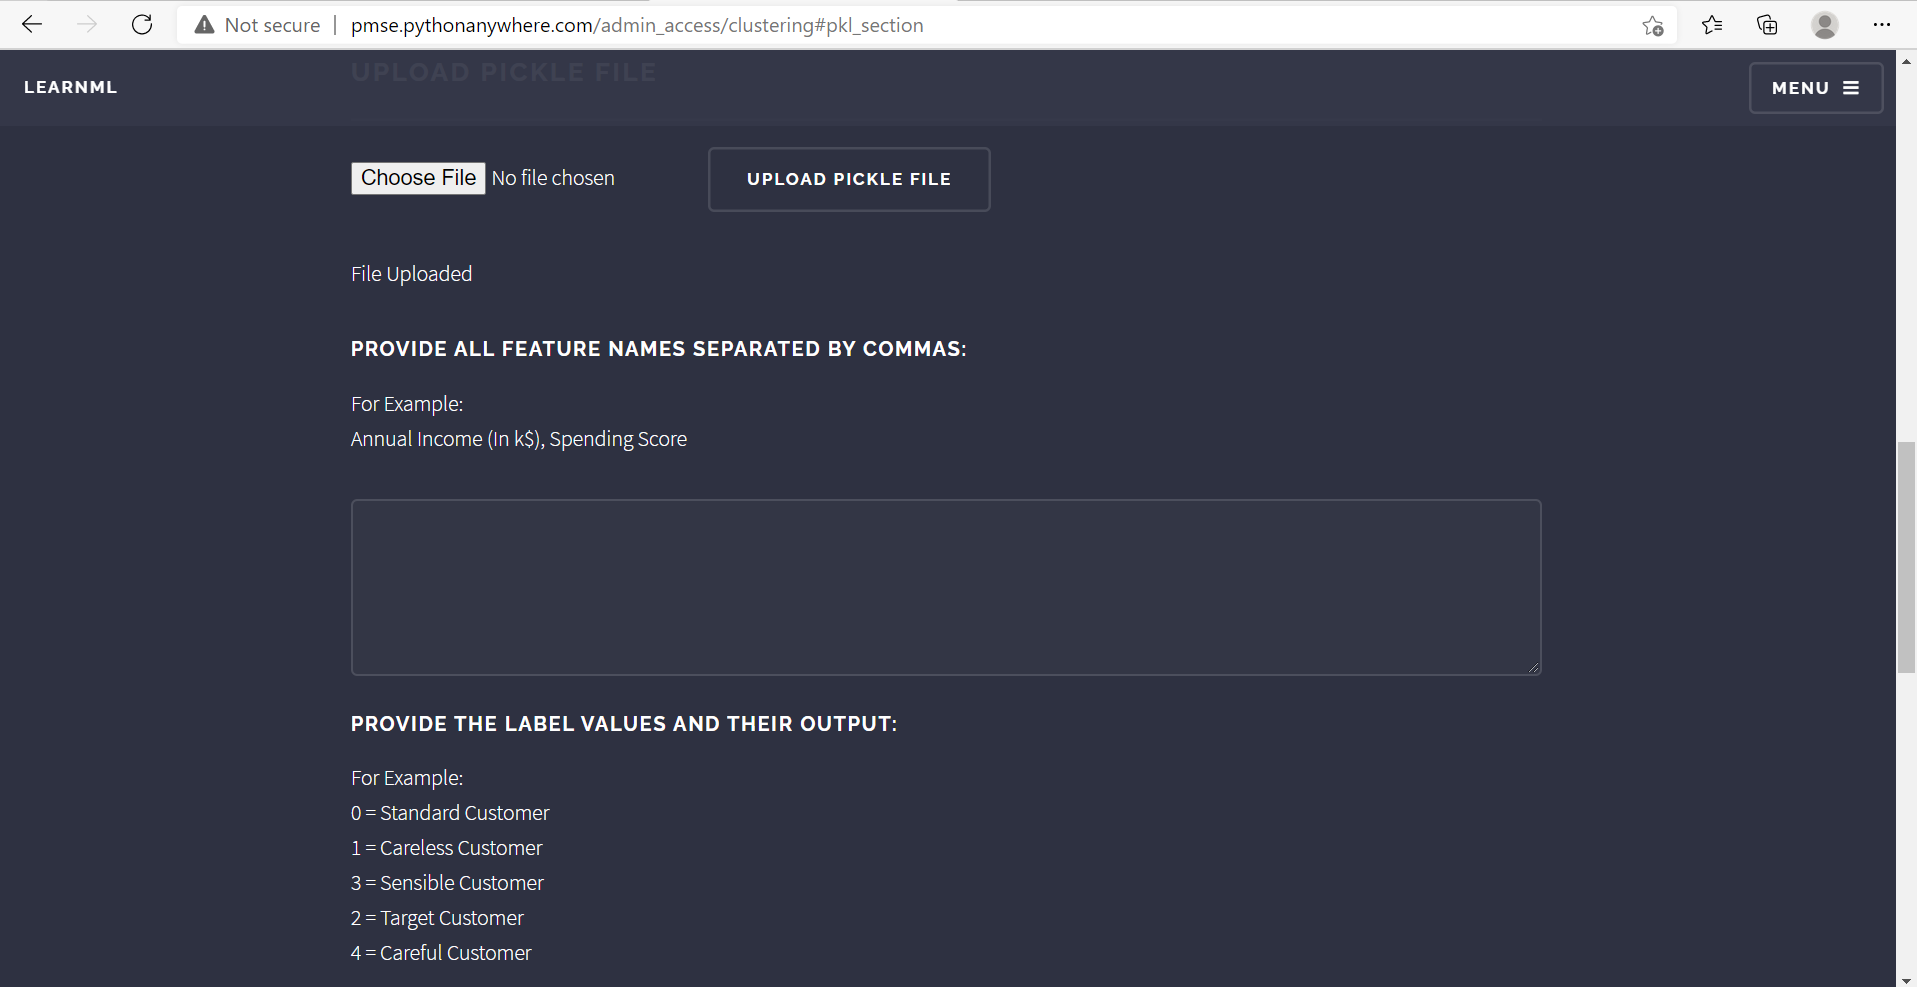 Not secure | pmse.pythonanywhere.com/admin_access/clustering#pkl_section
LEARNML
UPLOAD PICKLE FILE
MENU
Choose File No file chosen
UPLOAD PICKLE FILE
File Uploaded
PROVIDE ALL FEATURE NAMES SEPARATED BY COMMAS:
For Example:
Annual Income (In k$), Spending Score
PROVIDE THE LABEL VALUES AND THEIR OUTPUT:
For Example:
0 = Standard Customer
1 = Careless Customer
3 = Sensible Customer
2 = Target Customer
4 = Careful Customer